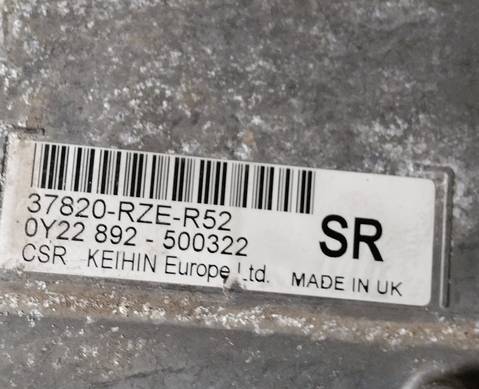 37820-RZE-R52
0Y22 892 - 500322
SR
CSR KEIHIN Europe Ltd. MADE IN UK